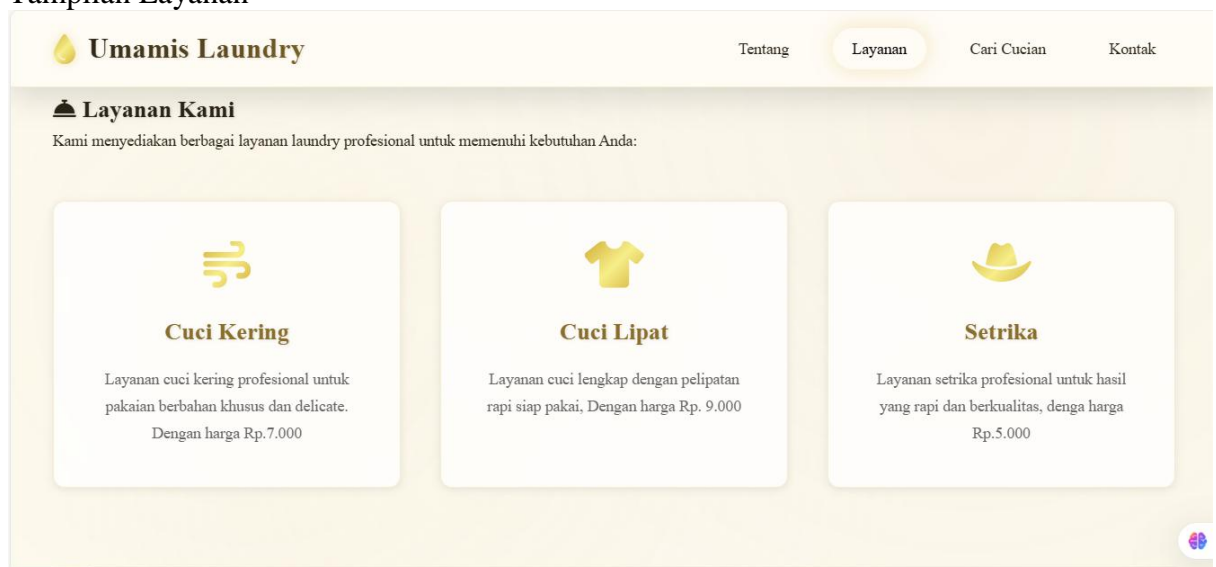 Tampilan Layanan
Umamis Laundry
Tentang
Layanan
Cari Cucian
Kontak
Layanan Kami
Kami menyediakan berbagai layanan laundry profesional untuk memenuhi kebutuhan Anda:
Cuci Kering
Layanan cuci kering profesional untuk
pakaian berbahan khusus dan delicate.
Dengan harga Rp.7.000
Cuci Lipat
Layanan cuci lengkap dengan pelipatan
rapi siap pakai, Dengan harga Rp. 9.000
Setrika
Layanan setrika profesional untuk hasil
yang rapi dan berkualitas, denga harga
Rp.5.000